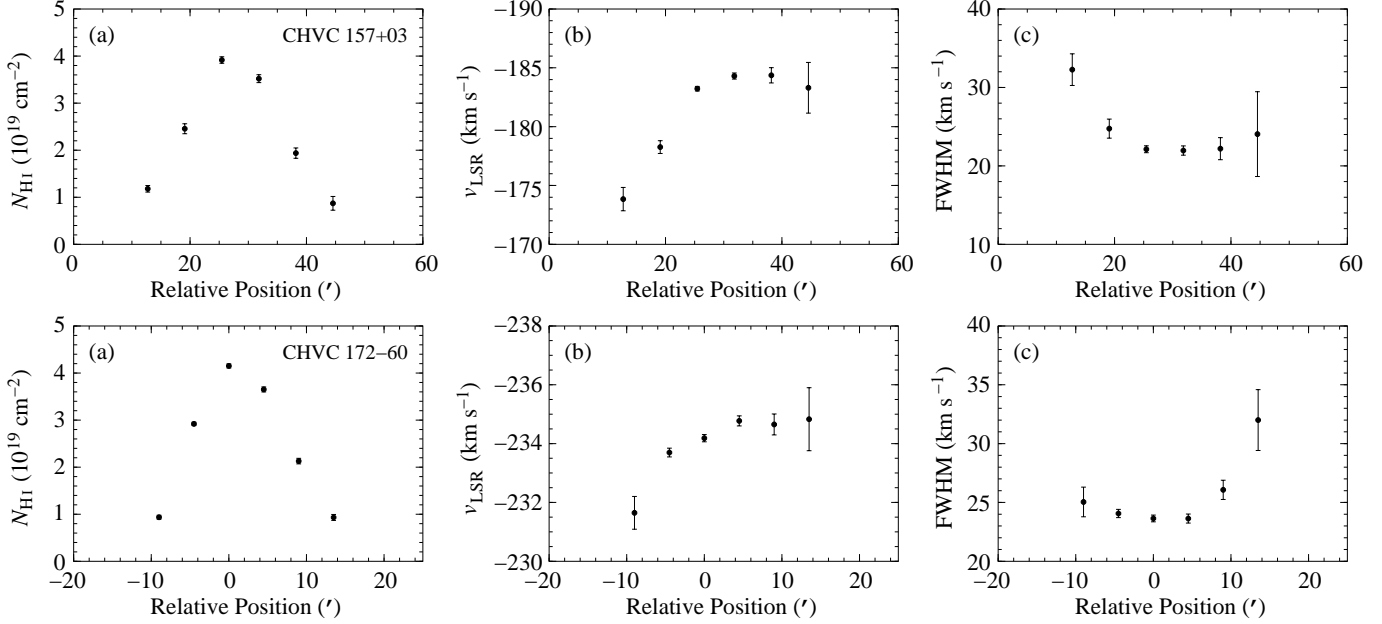 (a) CHVC 157+03
N_HI (10^19 cm^−2)
5
4
3
2
1
0
0 20 40 60
Relative Position (′)
(b)
v_LSR (km s^−1)
−190
−185
−180
−175
−170
0 20 40 60
Relative Position (′)
(c)
FWHM (km s^−1)
40
30
20
10
0 20 40 60
Relative Position (′)
(a) CHVC 172−60
N_HI (10^19 cm^−2)
5
4
3
2
1
0
−20 −10 0 10 20
Relative Position (′)
(b)
v_LSR (km s^−1)
−238
−236
−234
−232
−230
−20 −10 0 10 20
Relative Position (′)
(c)
FWHM (km s^−1)
40
35
30
25
20
−20 −10 0 10 20
Relative Position (′)